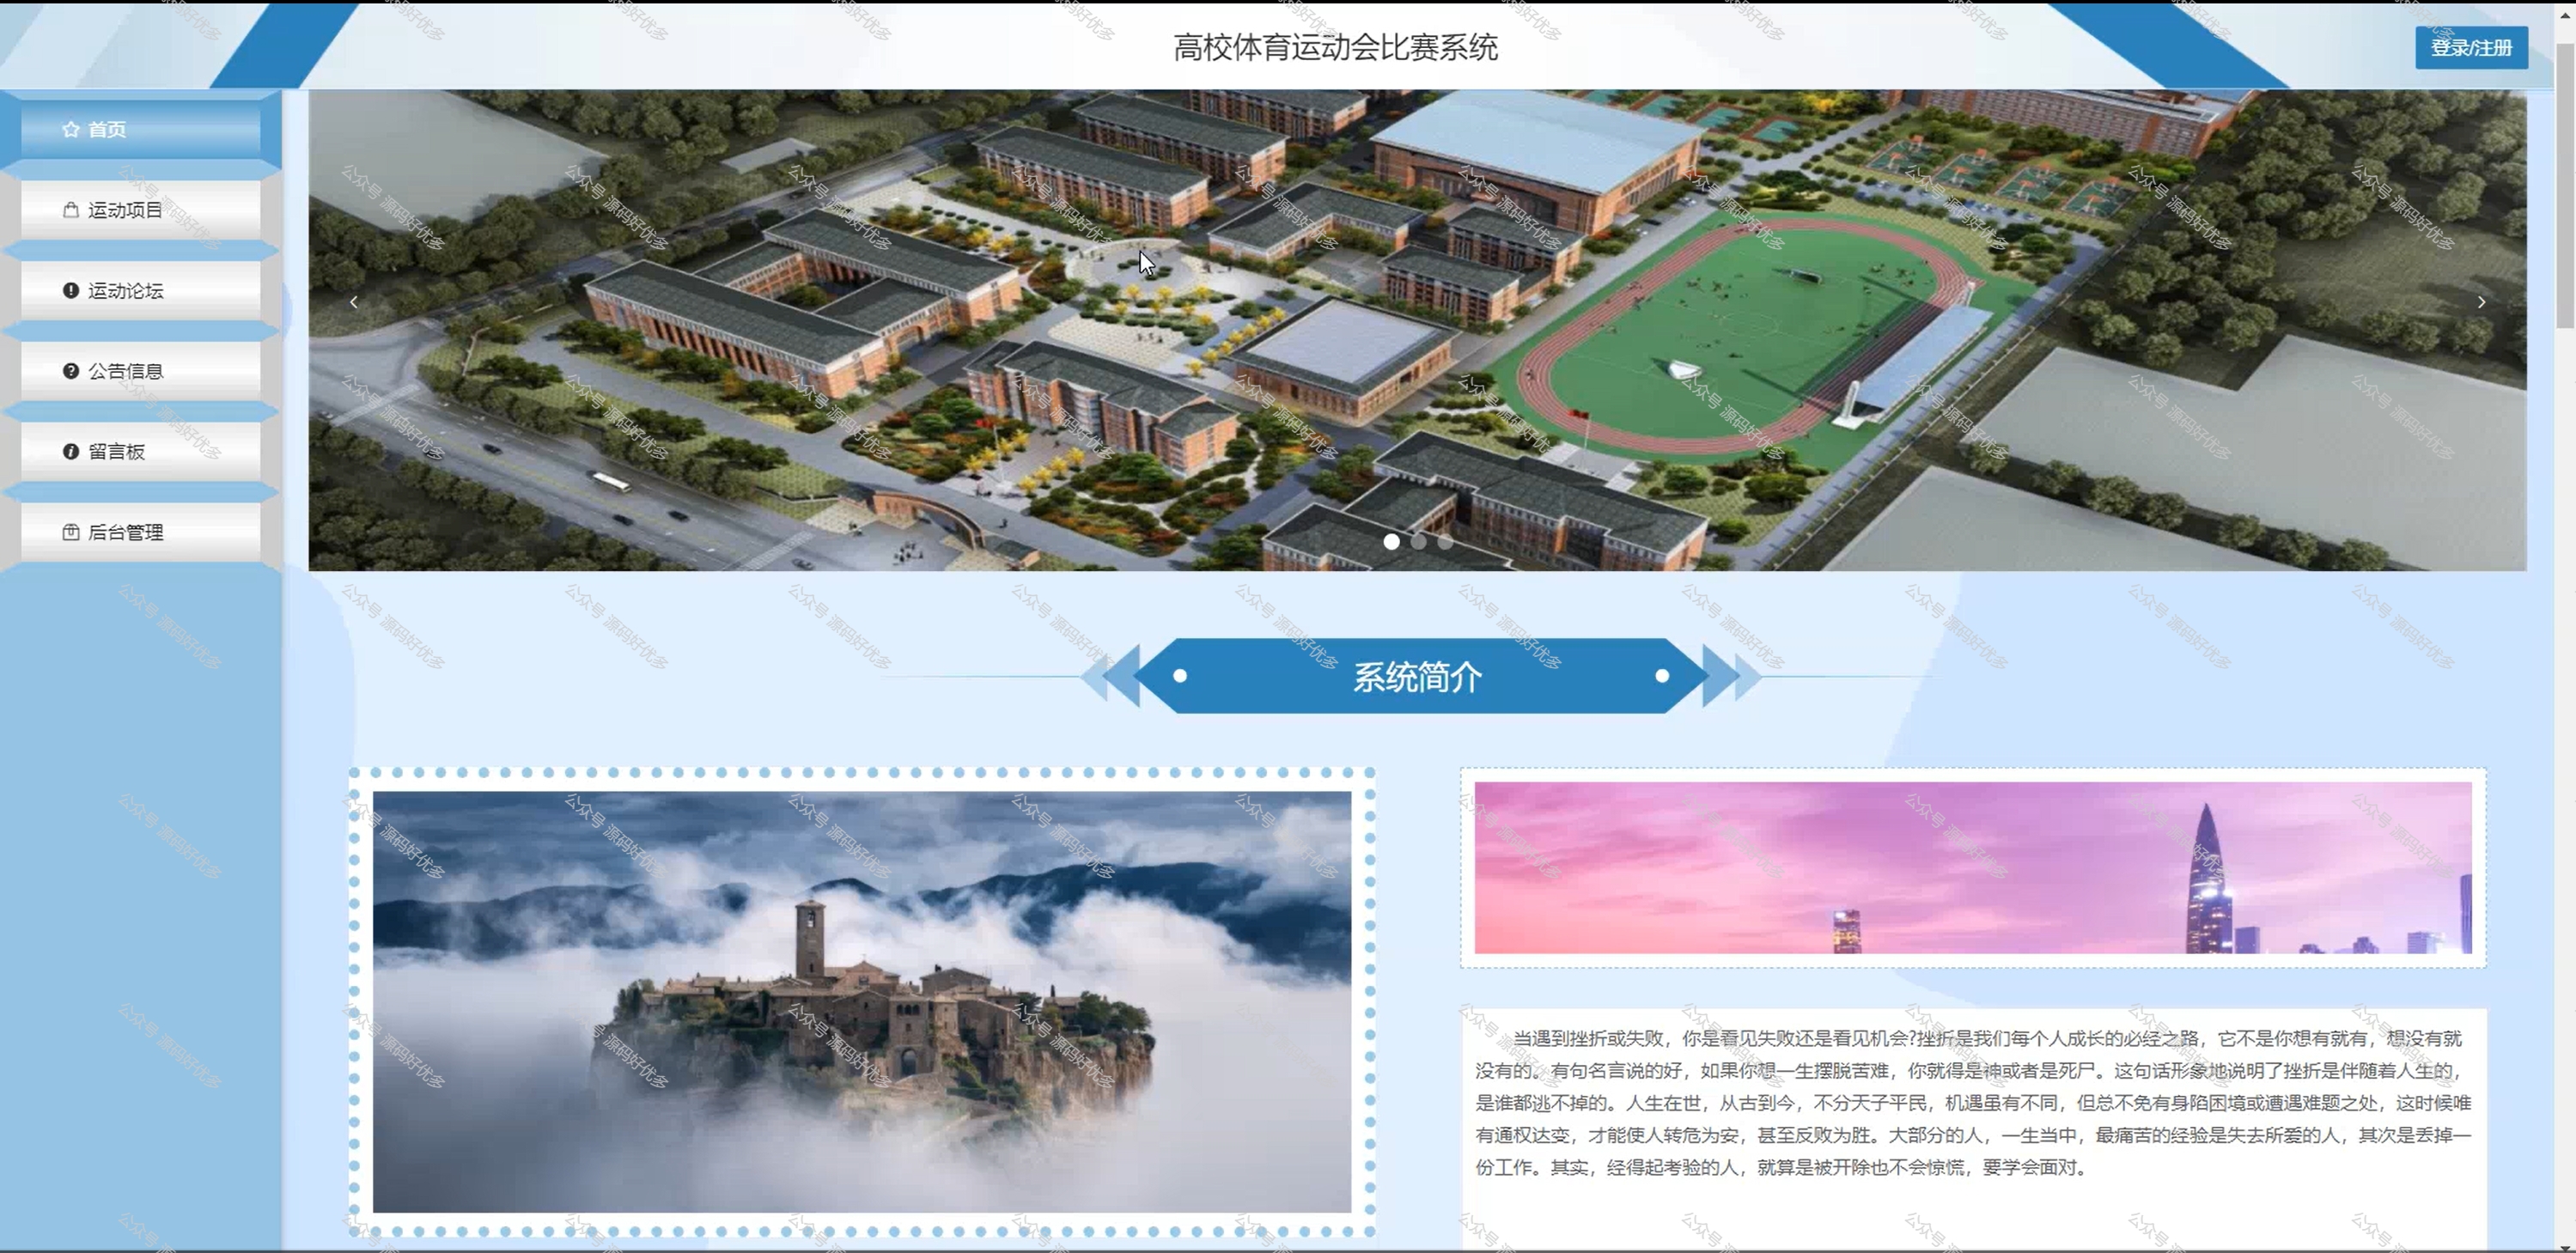 高校体育运动会比赛系统
登录/注册
首页
运动项目
运动论坛
公告信息
留言板
后台管理
系统简介
当遇到挫折或失败，你是看见失败还是看见机会?挫折是我们每个人成长的必经之路，它不是你想有就有，想没有就
没有的。有句名言说的好，如果你想一生摆脱苦难，你就得是神或者是死尸。这句话形象地说明了挫折是伴随着人生的，
是谁都逃不掉的。人生在世，从古到今，不分天子平民，机遇虽有不同，但总不免有身陷困境或遭遇难题之处，这时候唯
有通权达变，才能使人转危为安，甚至反败为胜。大部分的人，一生当中，最痛苦的经验是失去所爱的人，其次是丢掉一
份工作。其实，经得起考验的人，就算是被开除也不会惊慌，要学会面对。
公众号 源码好优多